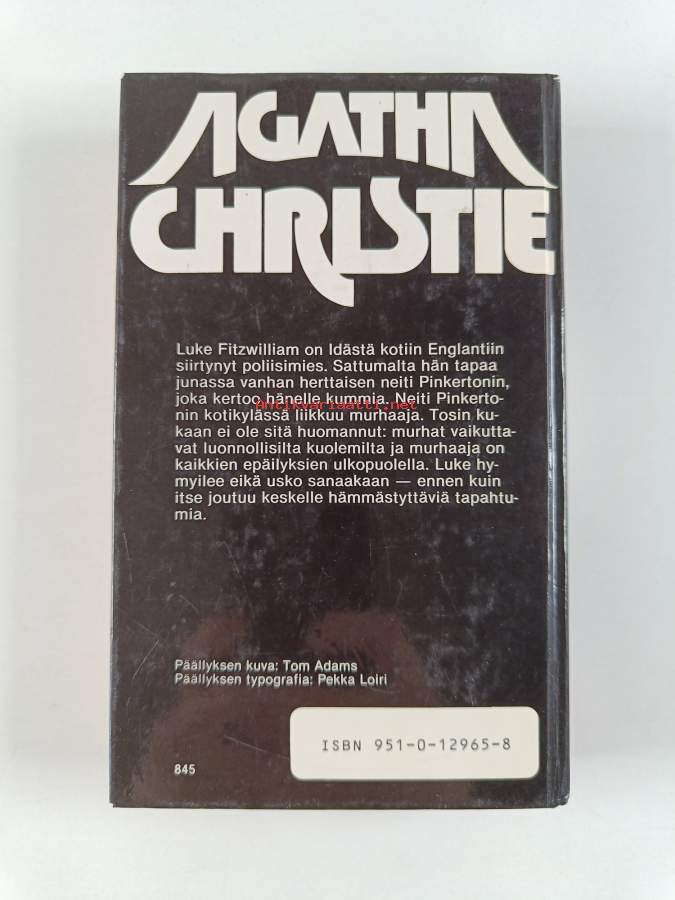 AGATHA
CHRISTIE
Luke Fitzwilliam on Idästä kotiin Englantiin
siirtynyt poliisimies. Sattumalta hän tapaa
junassa vanhan herttaisen neiti Pinkertonin,
joka kertoo hänelle kummia. Neiti Pinkerto-
Antikvariaatti.net
nin kotikylässä liikkuu murhaaja. Tosin ku-
kaan ei ole sitä huomannut: murhat vaikutta-
vat luonnollisilta kuolemilta ja murhaaja on
kaikkien epäilyksien ulkopuolella. Luke hy-
myilee eikä usko sanaakaan — ennen kuin
itse joutuu keskelle hämmästyttäviä tapahtu-
mia.
Päällyksen kuva: Tom Adams
Päällyksen typografia: Pekka Loiri
ISBN 951-0-12965-8
845